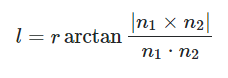 l = r arctan |n₁ × n₂| / n₁ · n₂